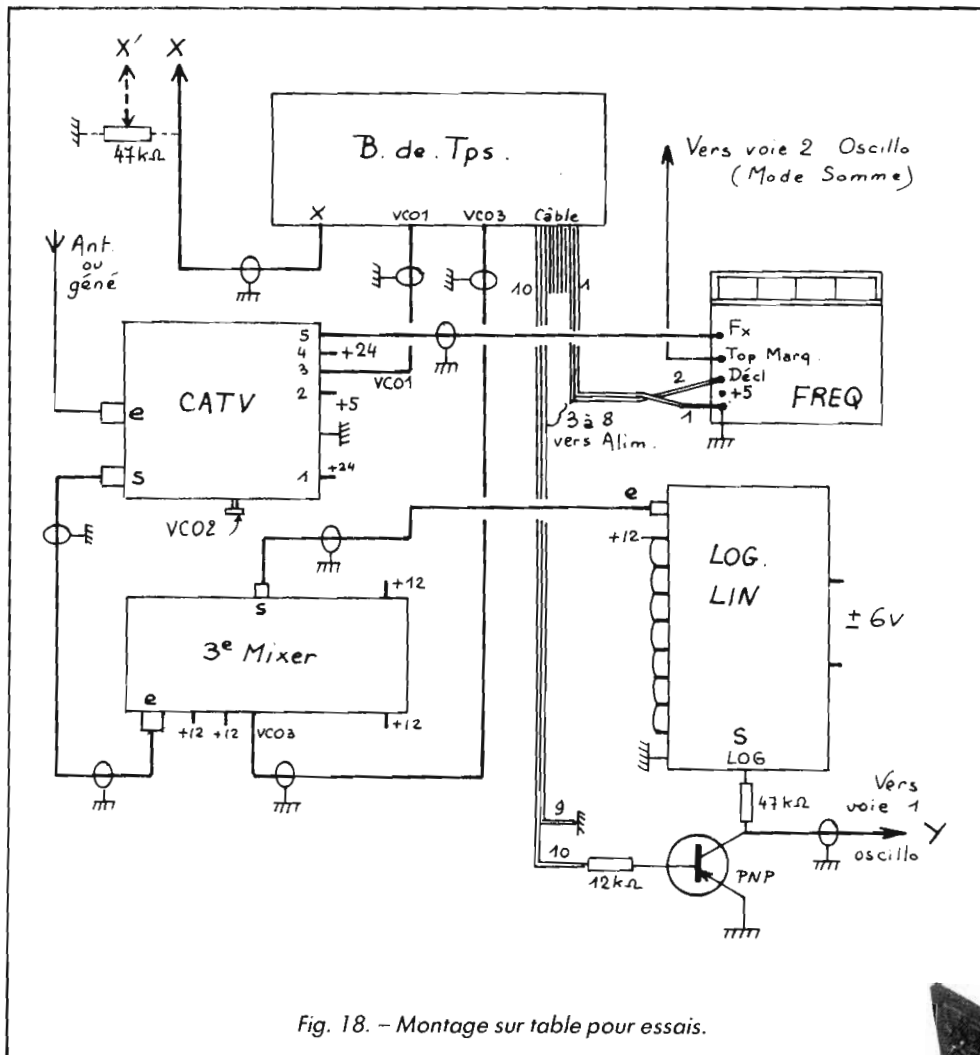 X' X
47kΩ
B. de. Tps.
X VCO1 VCO3 Câble
10 1
Vers voie 2 Oscillo
(Mode Somme)
Ant.
ou
géné
CATV
e
s
5
4 +24
3 VCO1
2 +5
1 +24
VCO2
Fx
Top Marq.
Décl
+5
FREQ
2
1
3 à 8
vers Alim.
3e Mixer
s
+12
e
+12 +12 VCO3 +12
e
+12
LOG.
LIN
± 6V
S
LOG
47kΩ
Vers
voie 1
Y
oscillo
9
10
12kΩ
PNP
Fig. 18. – Montage sur table pour essais.